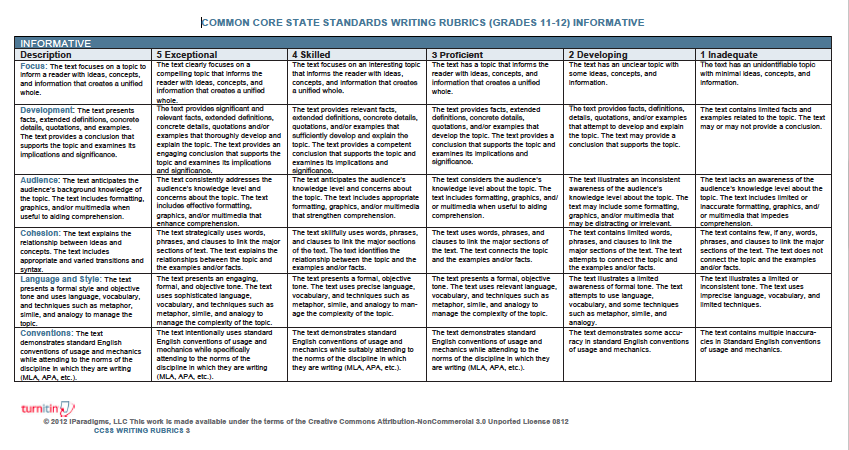 COMMON CORE STATE STANDARDS WRITING RUBRICS (GRADES 11-12) INFORMATIVE
INFORMATIVE
Description
5 Exceptional
4 Skilled
3 Proficient
2 Developing
1 Inadequate
Focus: The text focuses on a topic to
inform a reader with ideas, concepts,
and information that creates a unified
whole.
The text clearly focuses on a
compelling topic that informs the
reader with ideas, concepts, and
information that creates a unified
whole.
The text focuses on an interesting topic
that informs the reader with ideas,
concepts, and information that creates
a unified whole.
The text has a topic that informs the
reader with ideas, concepts, and
information that creates a unified
whole.
The text has an unclear topic with
some ideas, concepts, and
information.
The text has an unidentifiable topic
with minimal ideas, concepts, and
information.
Development: The text presents
facts, extended definitions, concrete
details, quotations, and examples.
The text provides a conclusion that
supports the topic and examines its
implications and significance.
The text provides significant and
relevant facts, extended definitions,
concrete details, quotations and/or
examples that thoroughly develop and
explain the topic. The text provides an
engaging conclusion that supports the
topic and examines its implications
and significance.
The text provides relevant facts,
extended definitions, concrete details,
quotations, and/or examples that
sufficiently develop and explain the
topic. The text provides a competent
conclusion that supports the topic and
examines its implications and
significance.
The text provides facts, extended
definitions, concrete details,
quotations, and/or examples that
develop the topic. The text provides a
conclusion that supports the topic and
examines its implications and
significance.
The text provides facts, definitions,
details, quotations, and/or examples
that attempt to develop and explain
the topic. The text may provide a
conclusion that supports the topic.
The text contains limited facts and
examples related to the topic. The text
may or may not provide a conclusion.
Audience: The text anticipates the
audience's background knowledge of
the topic. The text includes formatting,
graphics, and/or multimedia when
useful to aiding comprehension.
The text consistently addresses the
audience's knowledge level and
concerns about the topic. The text
includes effective formatting,
graphics, and/or multimedia that
enhance comprehension.
The text anticipates the audience's
knowledge level and concerns about
the topic. The text includes appropriate
formatting, graphics, and/or multimedia
that strengthen comprehension.
The text considers the audience's
knowledge level about the topic. The
text includes formatting, graphics, and/
or multimedia when useful to aiding
comprehension.
The text illustrates an inconsistent
awareness of the audience's
knowledge level about the topic. The
text may include some formatting,
graphics, and/or multimedia that
may be distracting or irrelevant.
The text lacks an awareness of the
audience's knowledge level about the
topic. The text includes limited or
inaccurate formatting, graphics, and/
or multimedia that impedes
comprehension.
Cohesion: The text explains the
relationship between ideas and
concepts. The text includes
appropriate and varied transitions and
syntax.
The text strategically uses words,
phrases, and clauses to link the major
sections of text. The text explains the
relationships between the topic and
the examples and/or facts.
The text skillfully uses words, phrases,
and clauses to link the major sections
of the text. The text identifies the
relationship between the topic and the
examples and/or facts.
The text uses words, phrases, and
clauses to link the major sections of
the text. The text connects the topic
and the examples and/or facts.
The text contains limited words,
phrases, and clauses to link the
major sections of the text. The text
attempts to connect the topic and
the examples and/or facts.
The text contains few, if any, words,
phrases, and clauses to link the major
sections of the text. The text does not
connect the topic and the examples
and/or facts.
Language and Style: The text
presents a formal style and objective
tone and uses language, vocabulary,
and techniques such as metaphor,
simile, and analogy to manage the
topic.
The text presents an engaging,
formal, and objective tone. The text
uses sophisticated language,
vocabulary, and techniques such as
metaphor, simile, and analogy to
manage the complexity of the topic.
The text presents a formal, objective
tone. The text uses precise language,
vocabulary, and techniques such as
metaphor, simile, and analogy to man-
age the complexity of the topic.
The text presents a formal, objective
tone. The text uses relevant language,
vocabulary, and techniques such as
metaphor, simile, and analogy to
manage the complexity of the topic.
The text illustrates a limited
awareness of formal tone. The text
attempts to use language,
vocabulary, and some techniques
such as metaphor, simile, and
analogy.
The text illustrates a limited or
inconsistent tone. The text uses
imprecise language, vocabulary, and
limited techniques.
Conventions: The text
demonstrates standard English
conventions of usage and mechanics
while attending to the norms of the
discipline in which they are writing
(MLA, APA, etc.).
The text intentionally uses standard
English conventions of usage and
mechanics while specifically
attending to the norms of the
discipline in which they are writing
(MLA, APA, etc.).
The text demonstrates standard
English conventions of usage and
mechanics while suitably attending to
the norms of the discipline in which
they are writing (MLA, APA, etc.).
The text demonstrates standard
English conventions of usage and
mechanics while attending to the
norms of the discipline in which they
are writing (MLA, APA, etc.).
The text demonstrates some accu-
racy in standard English conventions
of usage and mechanics.
The text contains multiple inaccura-
cies in Standard English conventions
of usage and mechanics.
turnitin
© 2012 iParadigms, LLC This work is made available under the terms of the Creative Commons Attribution-NonCommercial 3.0 Unported License 0812
CCSS WRITING RUBRICS 3